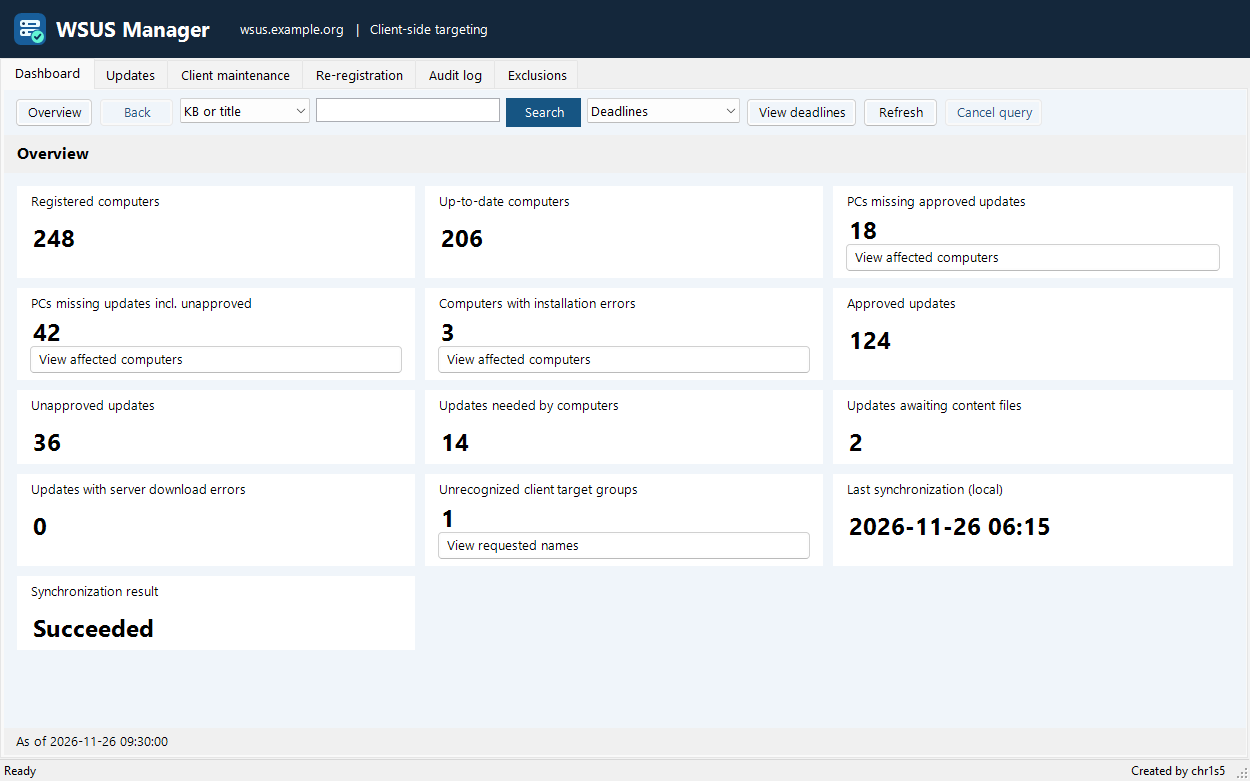 WSUS Manager wsus.example.org | Client-side targeting
Dashboard Updates Client maintenance Re-registration Audit log Exclusions
Overview Back KB or title Search Deadlines View deadlines Refresh Cancel query
Overview
Registered computers
248
Up-to-date computers
206
PCs missing approved updates
18
View affected computers
PCs missing updates incl. unapproved
42
View affected computers
Computers with installation errors
3
View affected computers
Approved updates
124
Unapproved updates
36
Updates needed by computers
14
Updates awaiting content files
2
Updates with server download errors
0
Unrecognized client target groups
1
View requested names
Last synchronization (local)
2026-11-26 06:15
Synchronization result
Succeeded
As of 2026-11-26 09:30:00
Ready Created by chr1s5